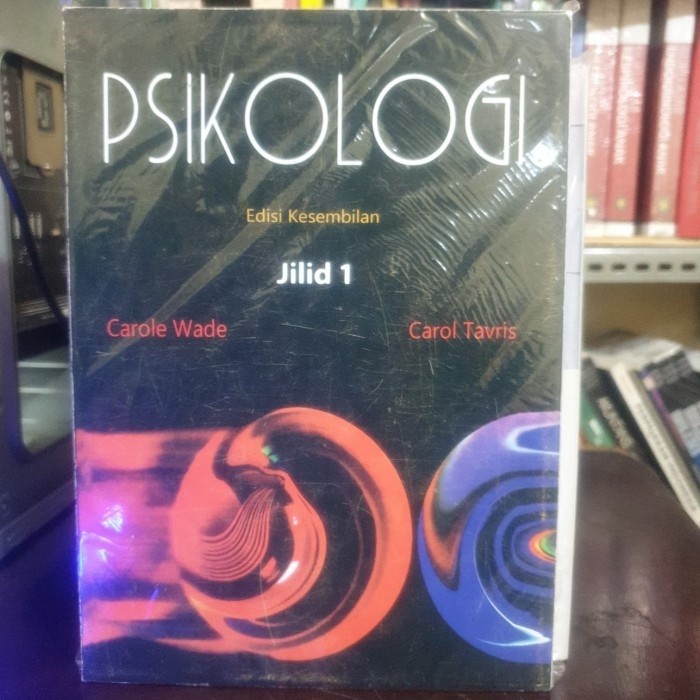 PSIKOLOGI
Edisi Kesembilan
Jilid 1
Carole Wade
Carol Tavris